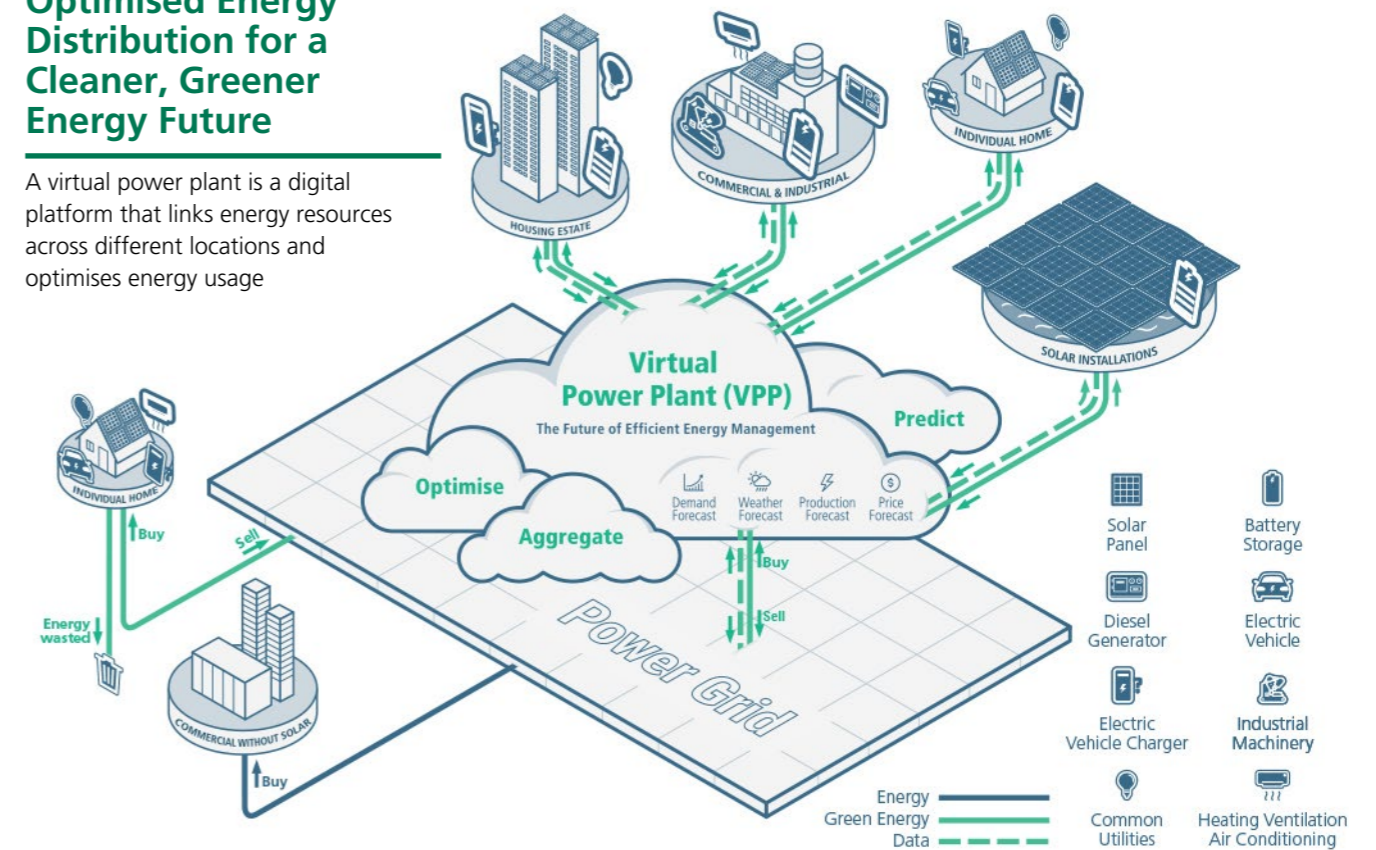 Optimised Energy
Distribution for a
Cleaner, Greener
Energy Future
A virtual power plant is a digital
platform that links energy resources
across different locations and
optimises energy usage
HOUSING ESTATE
COMMERCIAL & INDUSTRIAL
INDIVIDUAL HOME
SOLAR INSTALLATIONS
Virtual
Power Plant (VPP)
The Future of Efficient Energy Management
Predict
Optimise
Aggregate
Demand
Forecast
Weather
Forecast
Production
Forecast
$
Price
Forecast
INDIVIDUAL HOME
Buy
Sell
Energy
wasted
COMMERCIAL WITHOUT SOLAR
Buy
Buy
Sell
Power Grid
Solar
Panel
Battery
Storage
Diesel
Generator
Electric
Vehicle
Electric
Vehicle Charger
Industrial
Machinery
Common
Utilities
Heating Ventilation
Air Conditioning
Energy
Green Energy
Data